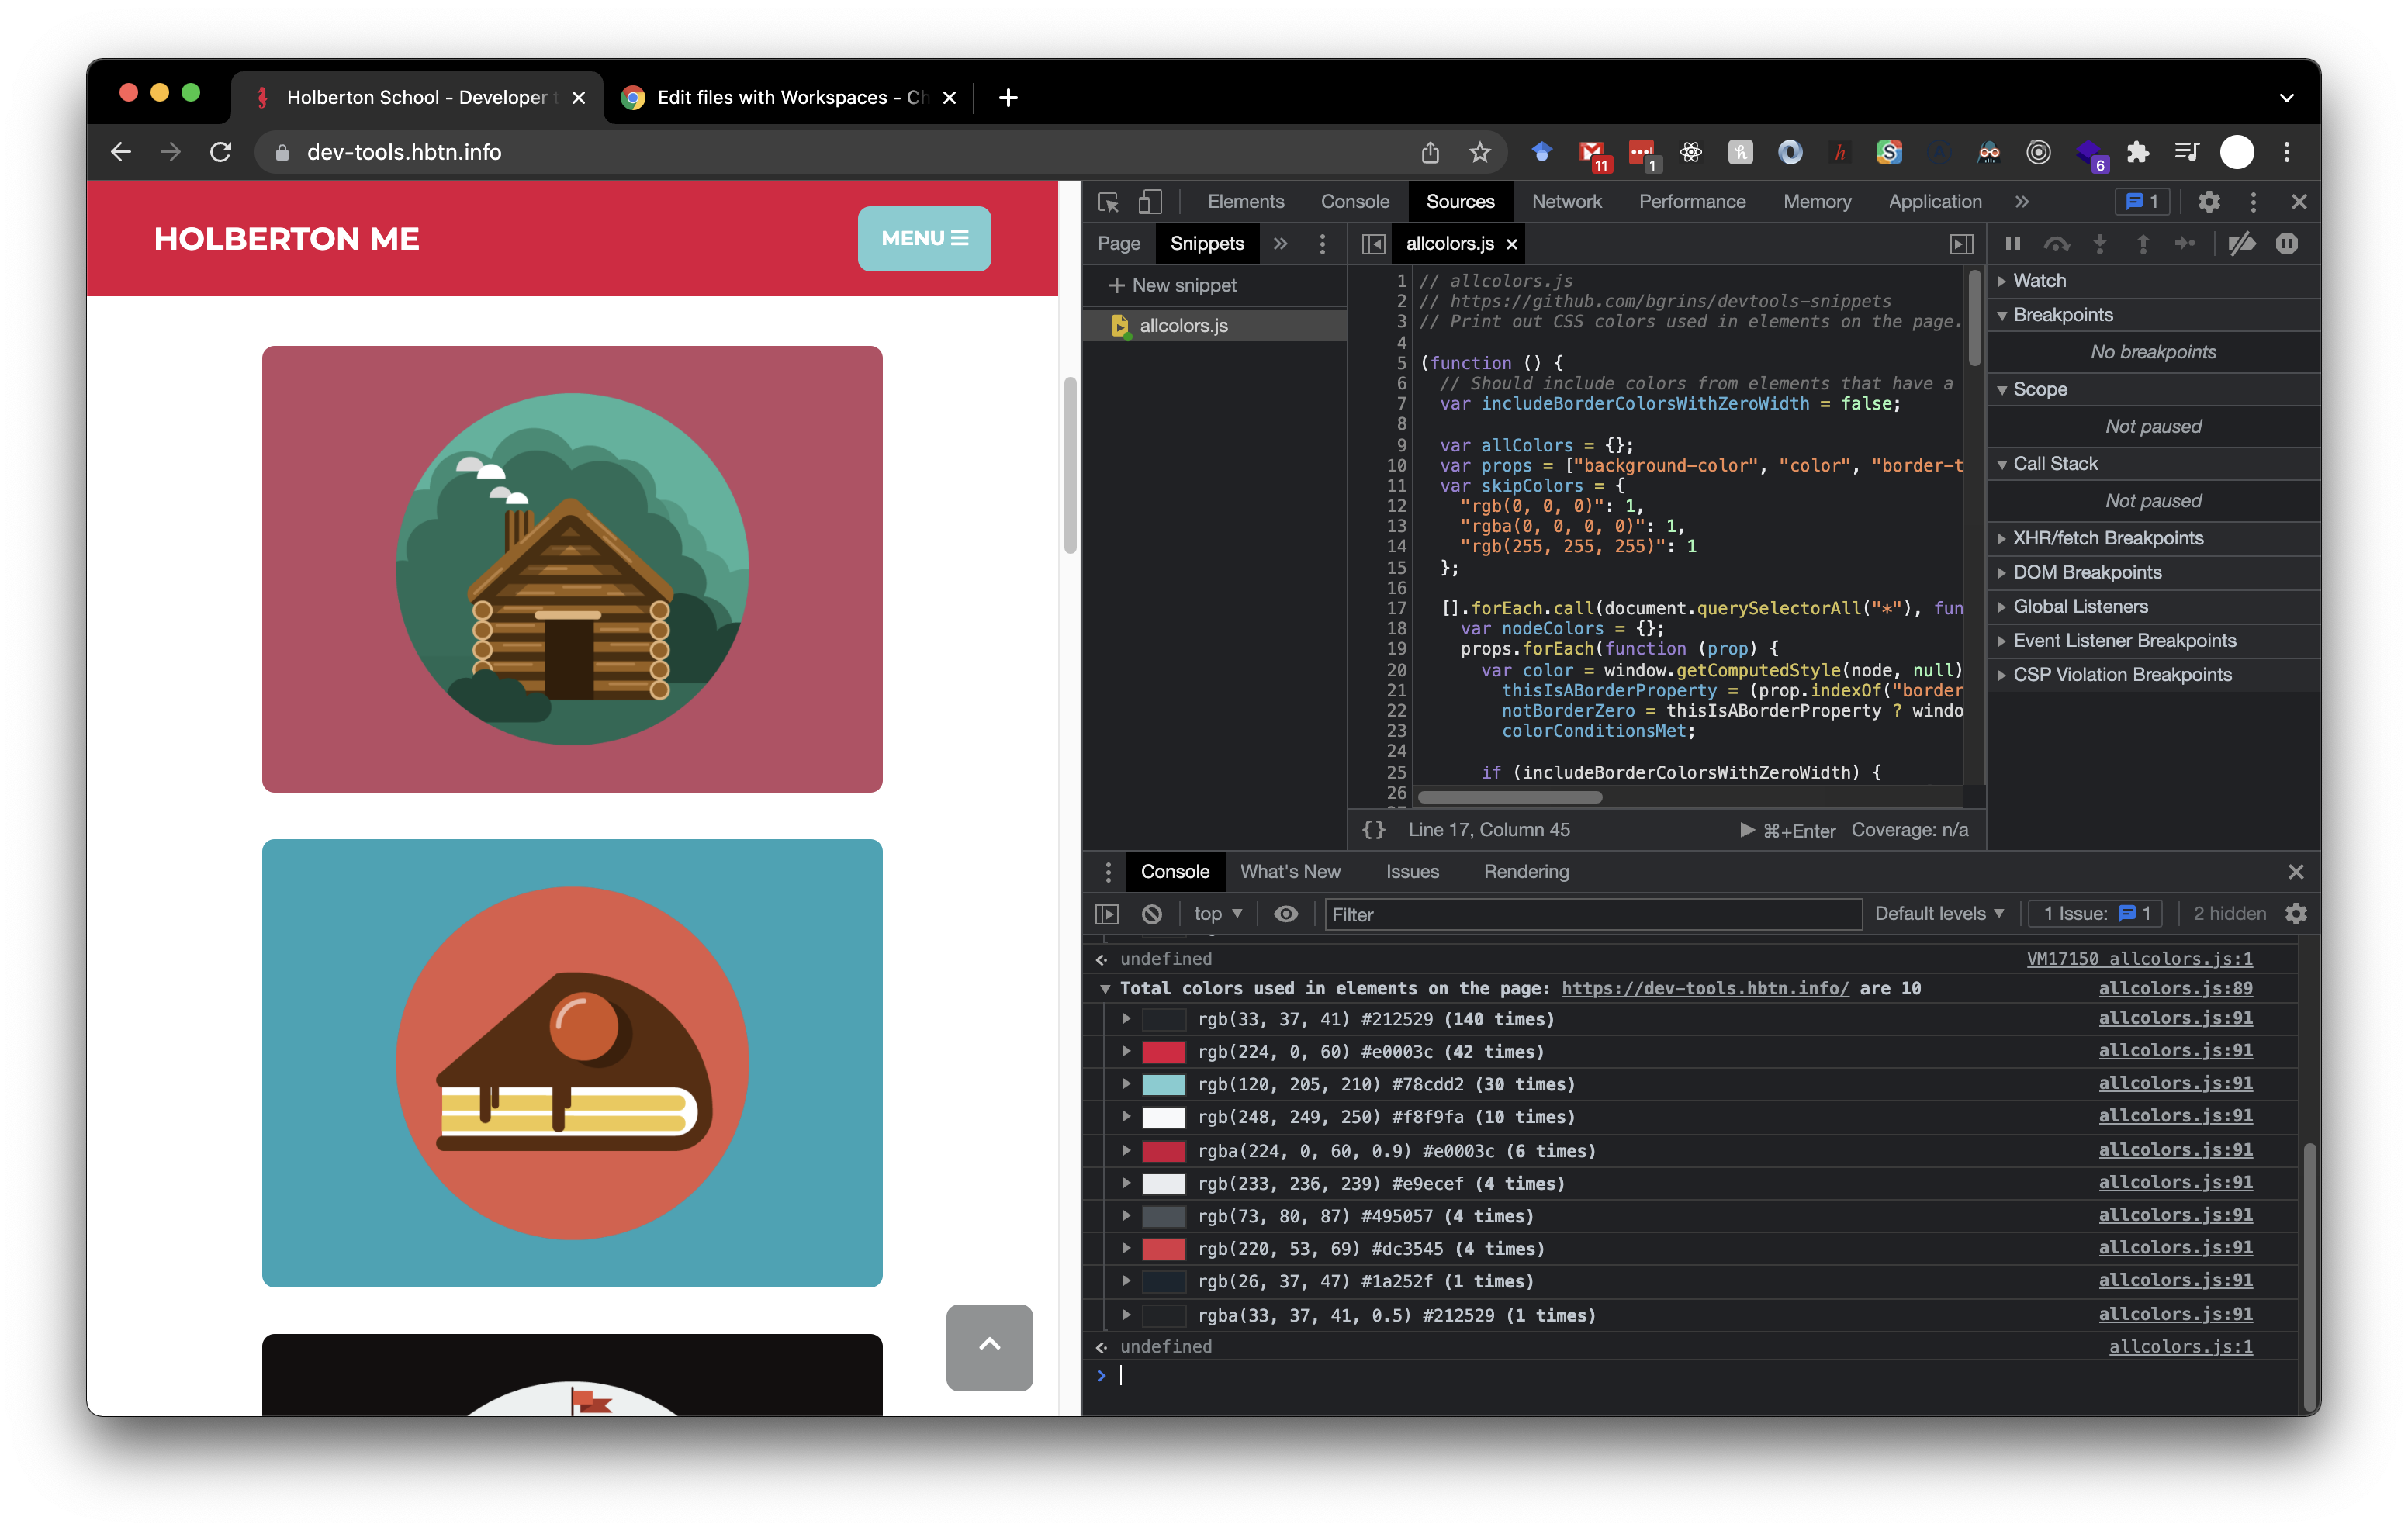 Holberton School - Developer t
Edit files with Workspaces - Ch
dev-tools.hbtn.info
11
1
6
HOLBERTON ME
MENU
Elements Console Sources Network Performance Memory Application
1
Page Snippets
allcolors.js
New snippet
allcolors.js
1 // allcolors.js
2 // https://github.com/bgrins/devtools-snippets
3 // Print out CSS colors used in elements on the page.
4
5 (function () {
6 // Should include colors from elements that have a
7 var includeBorderColorsWithZeroWidth = false;
8
9 var allColors = {};
10 var props = ["background-color", "color", "border-t
11 var skipColors = {
12 "rgb(0, 0, 0)": 1,
13 "rgba(0, 0, 0, 0)": 1,
14 "rgb(255, 255, 255)": 1
15 };
16
17 [].forEach.call(document.querySelectorAll("*"), fun
18 var nodeColors = {};
19 props.forEach(function (prop) {
20 var color = window.getComputedStyle(node, null)
21 thisIsABorderProperty = (prop.indexOf("border
22 notBorderZero = thisIsABorderProperty ? windo
23 colorConditionsMet;
24
25 if (includeBorderColorsWithZeroWidth) {
26
{} Line 17, Column 45 ⌘+Enter Coverage: n/a
Watch
Breakpoints
No breakpoints
Scope
Not paused
Call Stack
Not paused
XHR/fetch Breakpoints
DOM Breakpoints
Global Listeners
Event Listener Breakpoints
CSP Violation Breakpoints
Console What's New Issues Rendering
top Filter Default levels 1 Issue: 1 2 hidden
undefined VM17150 allcolors.js:1
Total colors used in elements on the page: https://dev-tools.hbtn.info/ are 10 allcolors.js:89
rgb(33, 37, 41) #212529 (140 times) allcolors.js:91
rgb(224, 0, 60) #e0003c (42 times) allcolors.js:91
rgb(120, 205, 210) #78cdd2 (30 times) allcolors.js:91
rgb(248, 249, 250) #f8f9fa (10 times) allcolors.js:91
rgba(224, 0, 60, 0.9) #e0003c (6 times) allcolors.js:91
rgb(233, 236, 239) #e9ecef (4 times) allcolors.js:91
rgb(73, 80, 87) #495057 (4 times) allcolors.js:91
rgb(220, 53, 69) #dc3545 (4 times) allcolors.js:91
rgb(26, 37, 47) #1a252f (1 times) allcolors.js:91
rgba(33, 37, 41, 0.5) #212529 (1 times) allcolors.js:91
undefined allcolors.js:1